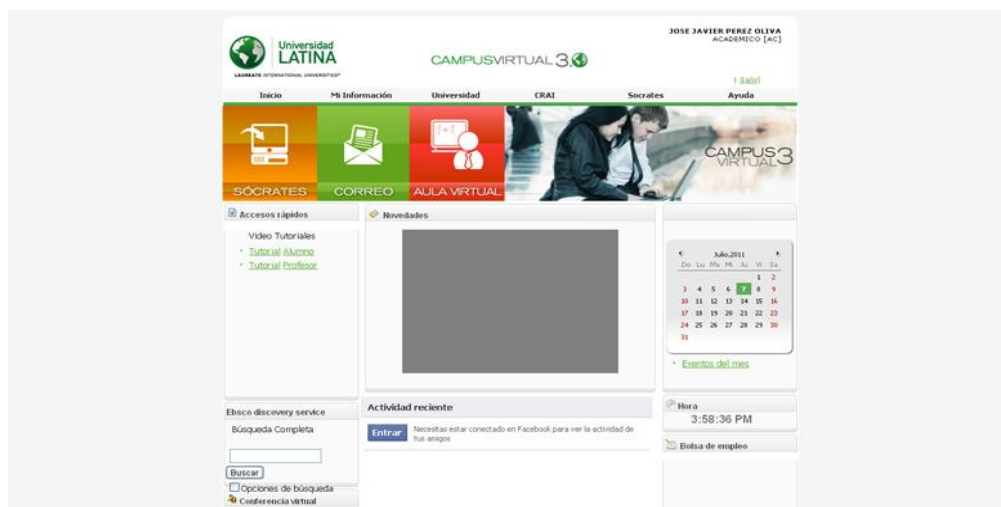 JOSE JAVIER PEREZ OLIVA
ACADEMICO [AC]
Universidad
LATINA
LAUREATE INTERNATIONAL UNIVERSITIES®
CAMPUSVIRTUAL 3.0
| Salir|
Inicio Mi Información Universidad CRAI Socrates Ayuda
1+1
CAMPUS
VIRTUAL 3
SÓCRATES CORREO AULA VIRTUAL
Accesos rápidos
Video Tutoriales
Tutorial Alumno
Tutorial Profesor
Novedades
Julio,2011
Do Lu Ma Mi Ju Vi Sa
1 2
3 4 5 6 7 8 9
10 11 12 13 14 15 16
17 18 19 20 21 22 23
24 25 26 27 28 29 30
31
Eventos del mes
Ebsco discovery service
Búsqueda Completa
Buscar
Opciones de búsqueda
Conferencia virtual
Actividad reciente
Entrar
Necesitas estar conectado en Facebook para ver la actividad de
tus amigos
Hora
3:58:36 PM
Bolsa de empleo